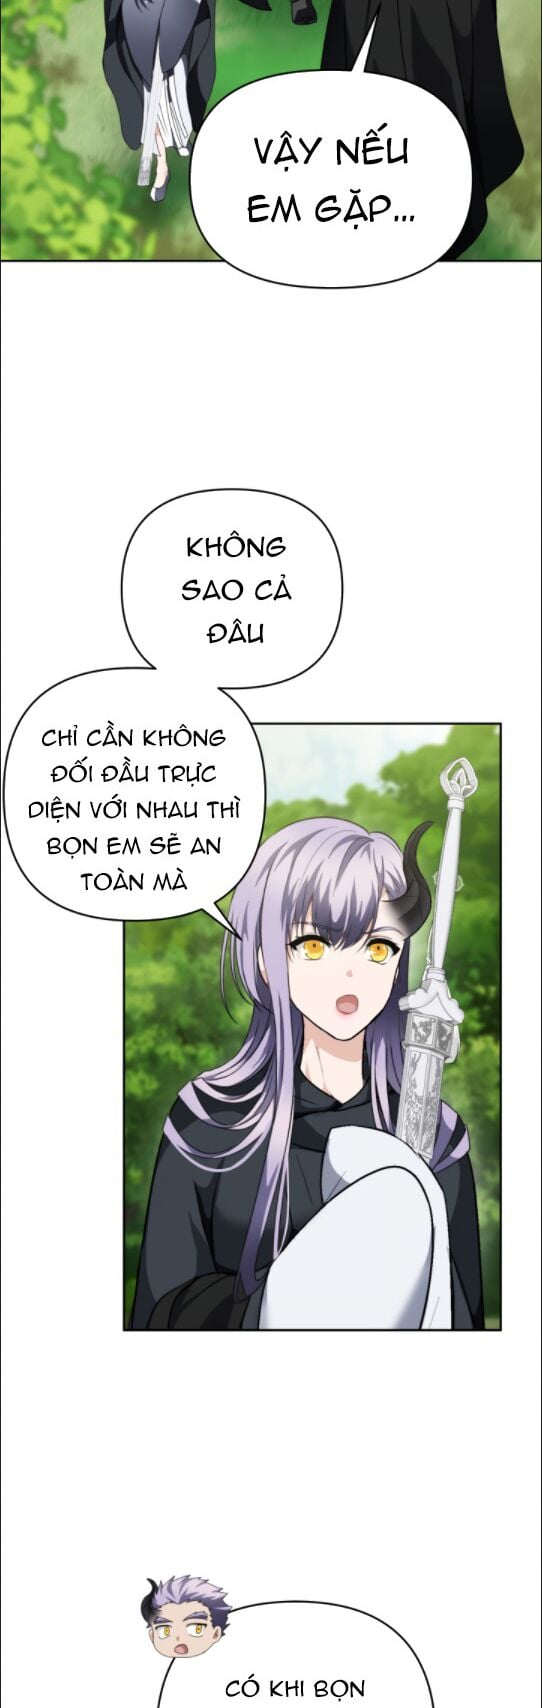 VẬY NẾU
EM GẶP...
KHÔNG
SAO CẢ
ĐÂU
CHỈ CẦN KHÔNG
ĐỐI ĐẦU TRỰC
DIỆN VỚI NHAU THÌ
BỌN EM SẼ AN
TOÀN MÀ
CÓ KHI BỌN